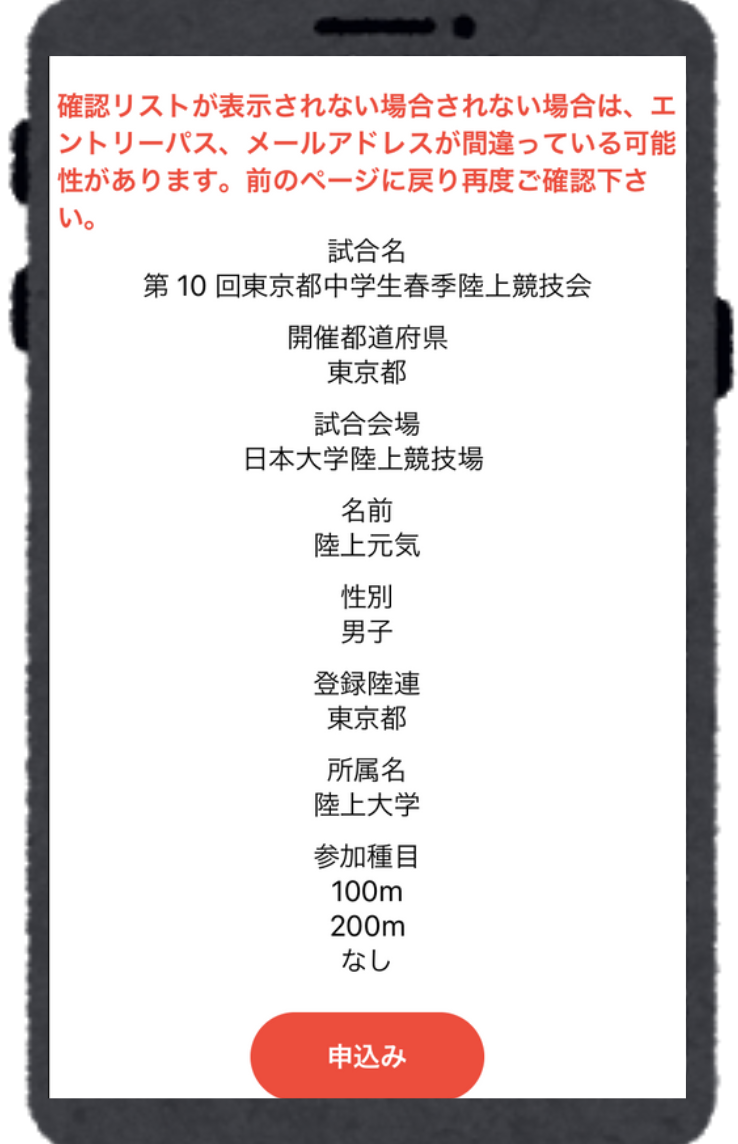 確認リストが表示されない場合されない場合は、エ
ントリーパス、メールアドレスが間違っている可能
性があります。前のページに戻り再度ご確認下さ
い。
試合名
第 10 回東京都中学生春季陸上競技会
開催都道府県
東京都
試合会場
日本大学陸上競技場
名前
陸上元気
性別
男子
登録陸連
東京都
所属名
陸上大学
参加種目
100m
200m
なし
申込み